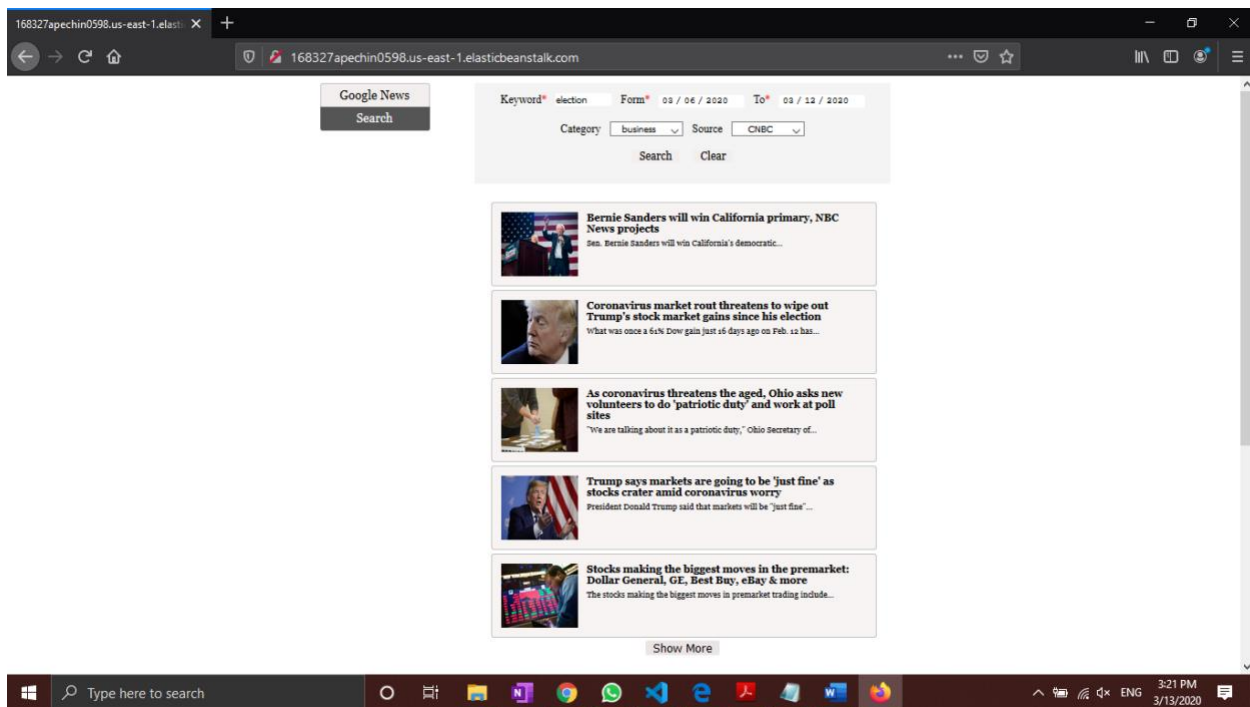 168327apechin0598.us-east-1.elasti
168327apechin0598.us-east-1.elasticbeanstalk.com
Google News
Search
Keyword* election Form* 03 / 06 / 2020 To* 03 / 12 / 2020
Category business Source CNBC
Search Clear
Bernie Sanders will win California primary, NBC
News projects
Sen. Bernie Sanders will win California's democratic...
Coronavirus market rout threatens to wipe out
Trump's stock market gains since his election
What was once a 61% Dow gain just 16 days ago on Feb. 12 has...
As coronavirus threatens the aged, Ohio asks new
volunteers to do 'patriotic duty' and work at poll
sites
"We are talking about it as a patriotic duty," Ohio Secretary of...
Trump says markets are going to be 'just fine' as
stocks crater amid coronavirus worry
President Donald Trump said that markets will be "just fine"...
Stocks making the biggest moves in the premarket:
Dollar General, GE, Best Buy, eBay & more
The stocks making the biggest moves in premarket trading include...
Show More
Type here to search
ENG
3:21 PM
3/13/2020